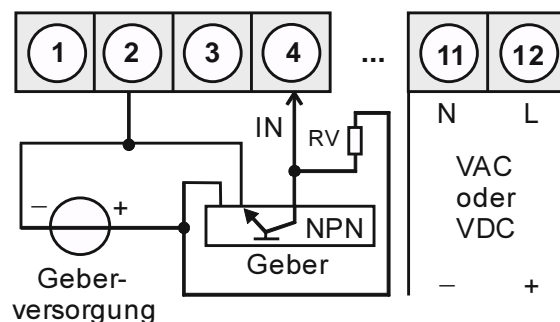 1 2 3 4 ... 11 12
IN
RV
N L
VAC
oder
VDC
– +
– +
NPN
Geber
Geber-
versorgung